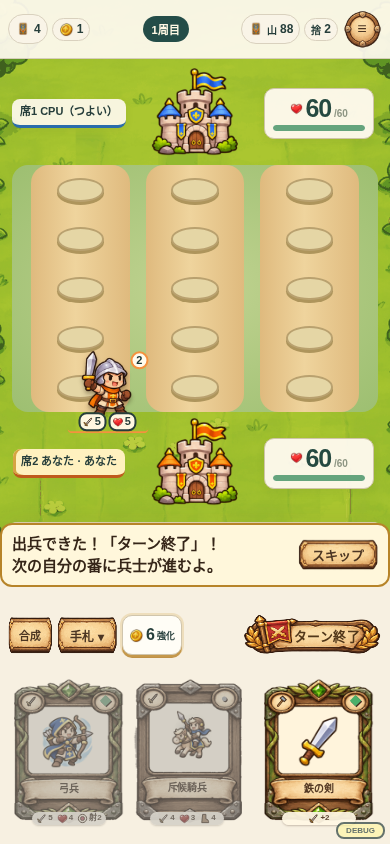 4
1
1周目
山 88
捨 2
席1 CPU（つよい）
60 /60
2
5 5
席2 あなた・あなた
60 /60
出兵できた！「ターン終了」！
次の自分の番に兵士が進むよ。
スキップ
合成
手札 ▾
6 強化
ターン終了
弓兵
5 4 射2
斥候騎兵
4 3 4
鉄の剣
+2
DEBUG